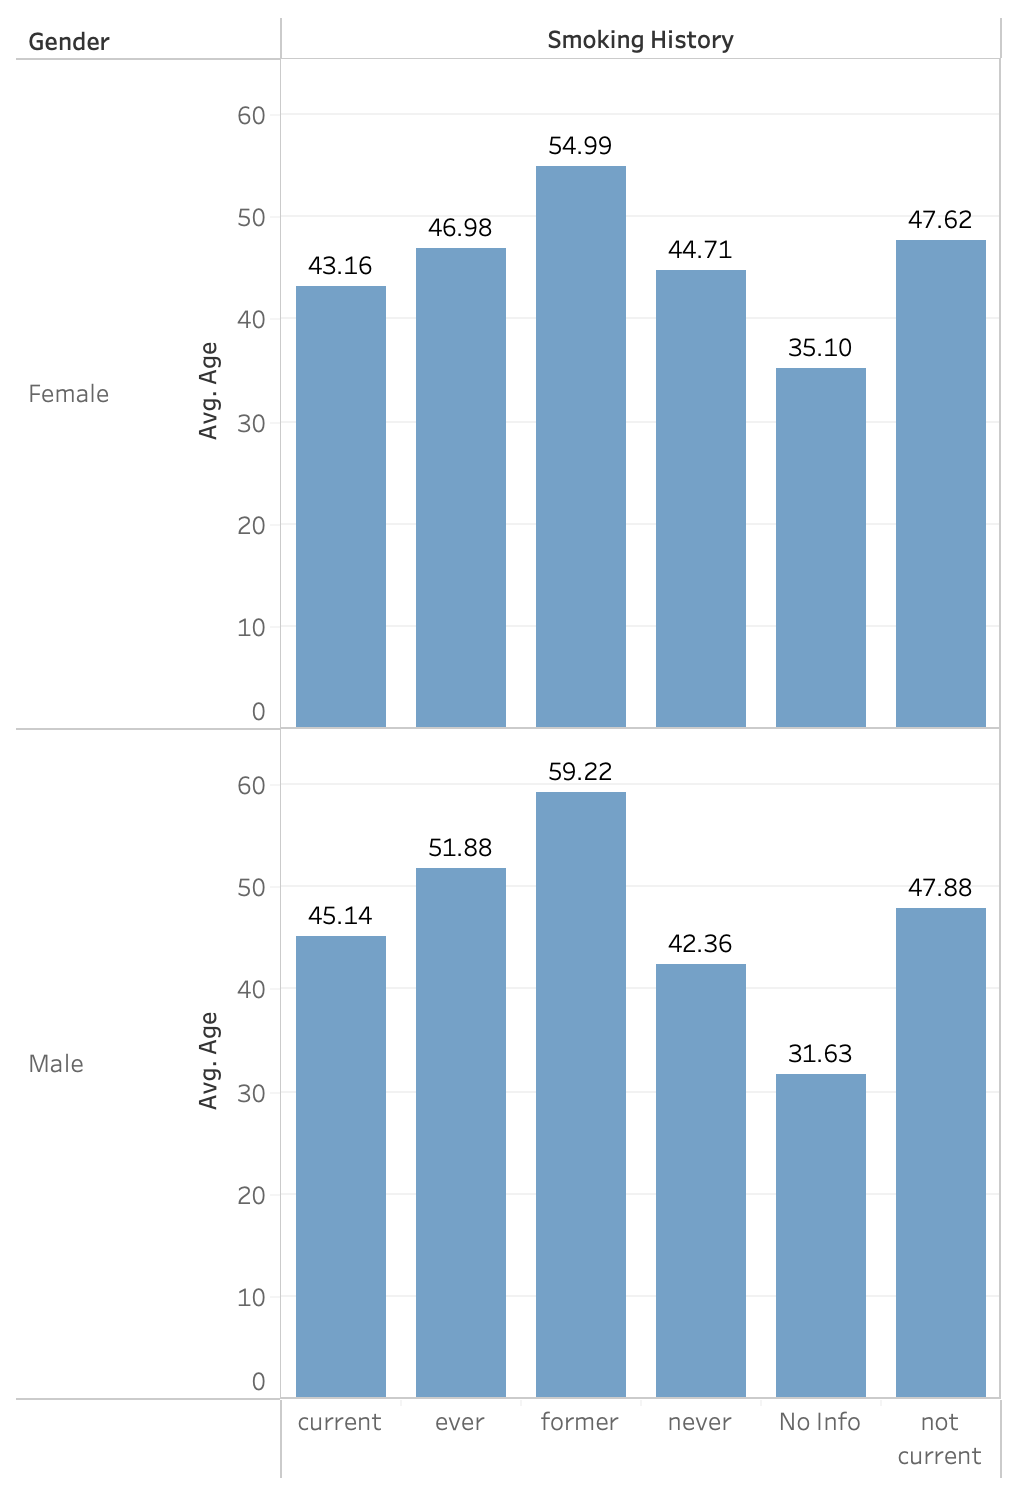 Gender
Smoking History
Female
Avg. Age
60
50
40
30
20
10
0
43.16
46.98
54.99
44.71
35.10
47.62
Male
Avg. Age
60
50
40
30
20
10
0
45.14
51.88
59.22
42.36
31.63
47.88
current
ever
former
never
No Info
not
current